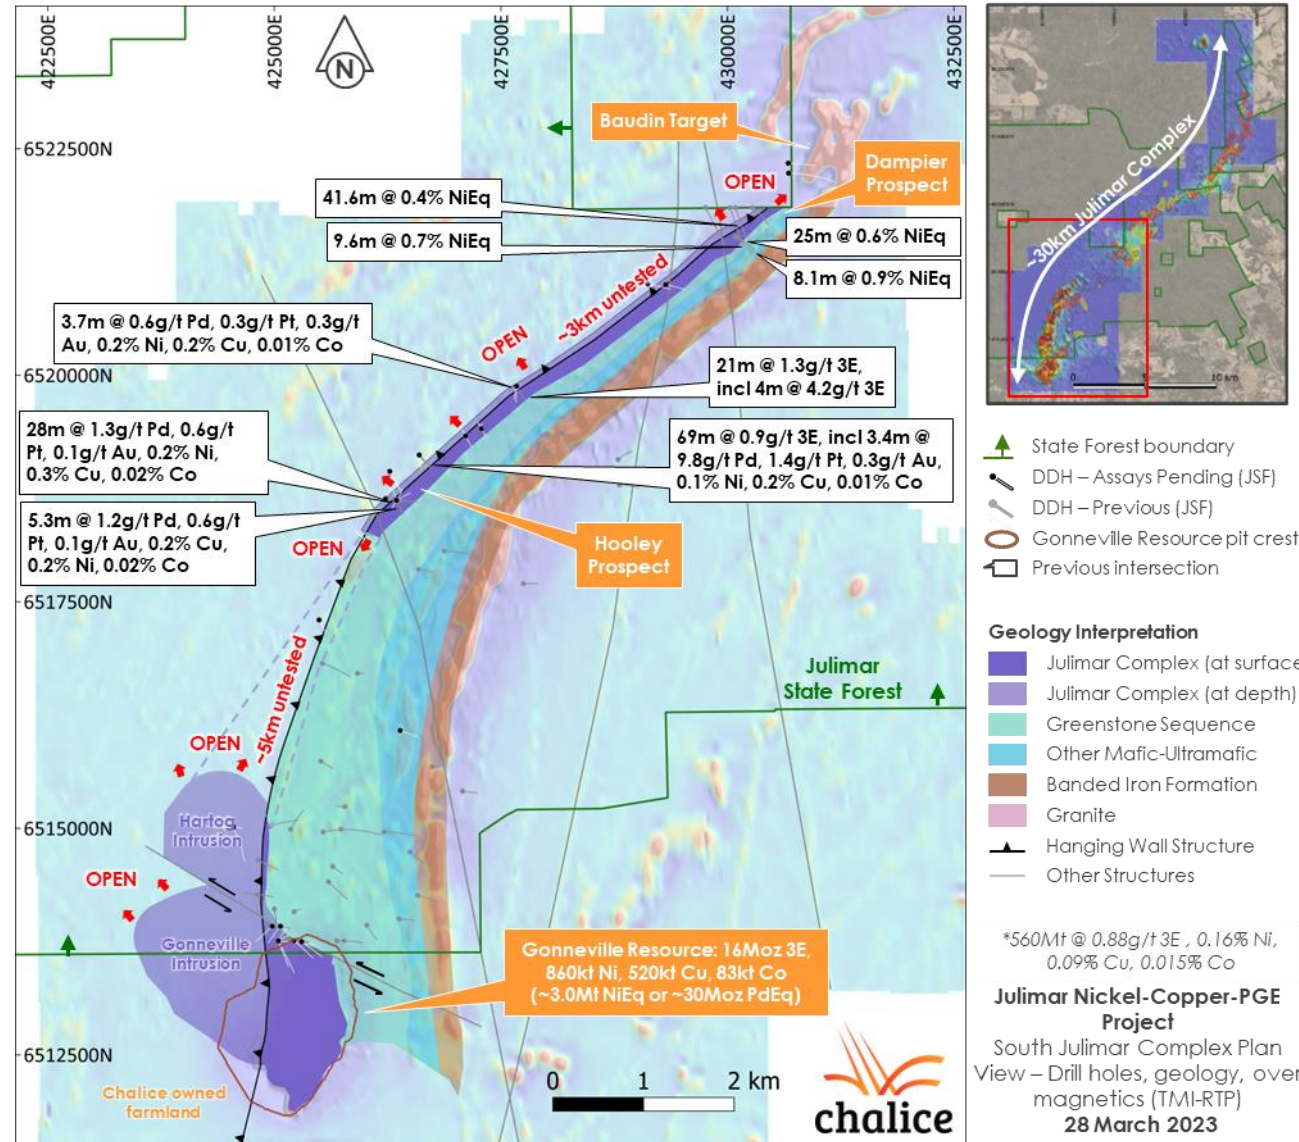 422500E
425000E
427500E
430000E
432500E
N
6522500N
6520000N
6517500N
6515000N
6512500N
Baudin Target
Dampier
Prospect
OPEN
41.6m @ 0.4% NiEq
9.6m @ 0.7% NiEq
25m @ 0.6% NiEq
8.1m @ 0.9% NiEq
~3km untested
OPEN
3.7m @ 0.6g/t Pd, 0.3g/t Pt, 0.3g/t
Au, 0.2% Ni, 0.2% Cu, 0.01% Co
21m @ 1.3g/t 3E,
incl 4m @ 4.2g/t 3E
28m @ 1.3g/t Pd, 0.6g/t
Pt, 0.1g/t Au, 0.2% Ni,
0.3% Cu, 0.02% Co
69m @ 0.9g/t 3E, incl 3.4m @
9.8g/t Pd, 1.4g/t Pt, 0.3g/t Au,
0.1% Ni, 0.2% Cu, 0.01% Co
5.3m @ 1.2g/t Pd, 0.6g/t
Pt, 0.1g/t Au, 0.2% Cu,
0.2% Ni, 0.02% Co
OPEN
Hooley
Prospect
~5km untested
Julimar
State Forest
OPEN
Hartog
Intrusion
OPEN
Gonneville
Intrusion
Gonneville Resource: 16Moz 3E,
860kt Ni, 520kt Cu, 83kt Co
(~3.0Mt NiEq or ~30Moz PdEq)
Chalice owned
farmland
0 1 2 km
chalice
~30km Julimar Complex
0 5 10 km
State Forest boundary
DDH – Assays Pending (JSF)
DDH – Previous (JSF)
Gonneville Resource pit crest
Previous intersection
Geology Interpretation
Julimar Complex (at surface
Julimar Complex (at depth)
Greenstone Sequence
Other Mafic-Ultramafic
Banded Iron Formation
Granite
Hanging Wall Structure
Other Structures
*560Mt @ 0.88g/t 3E , 0.16% Ni,
0.09% Cu, 0.015% Co
Julimar Nickel-Copper-PGE
Project
South Julimar Complex Plan
View – Drill holes, geology, over
magnetics (TMI-RTP)
28 March 2023